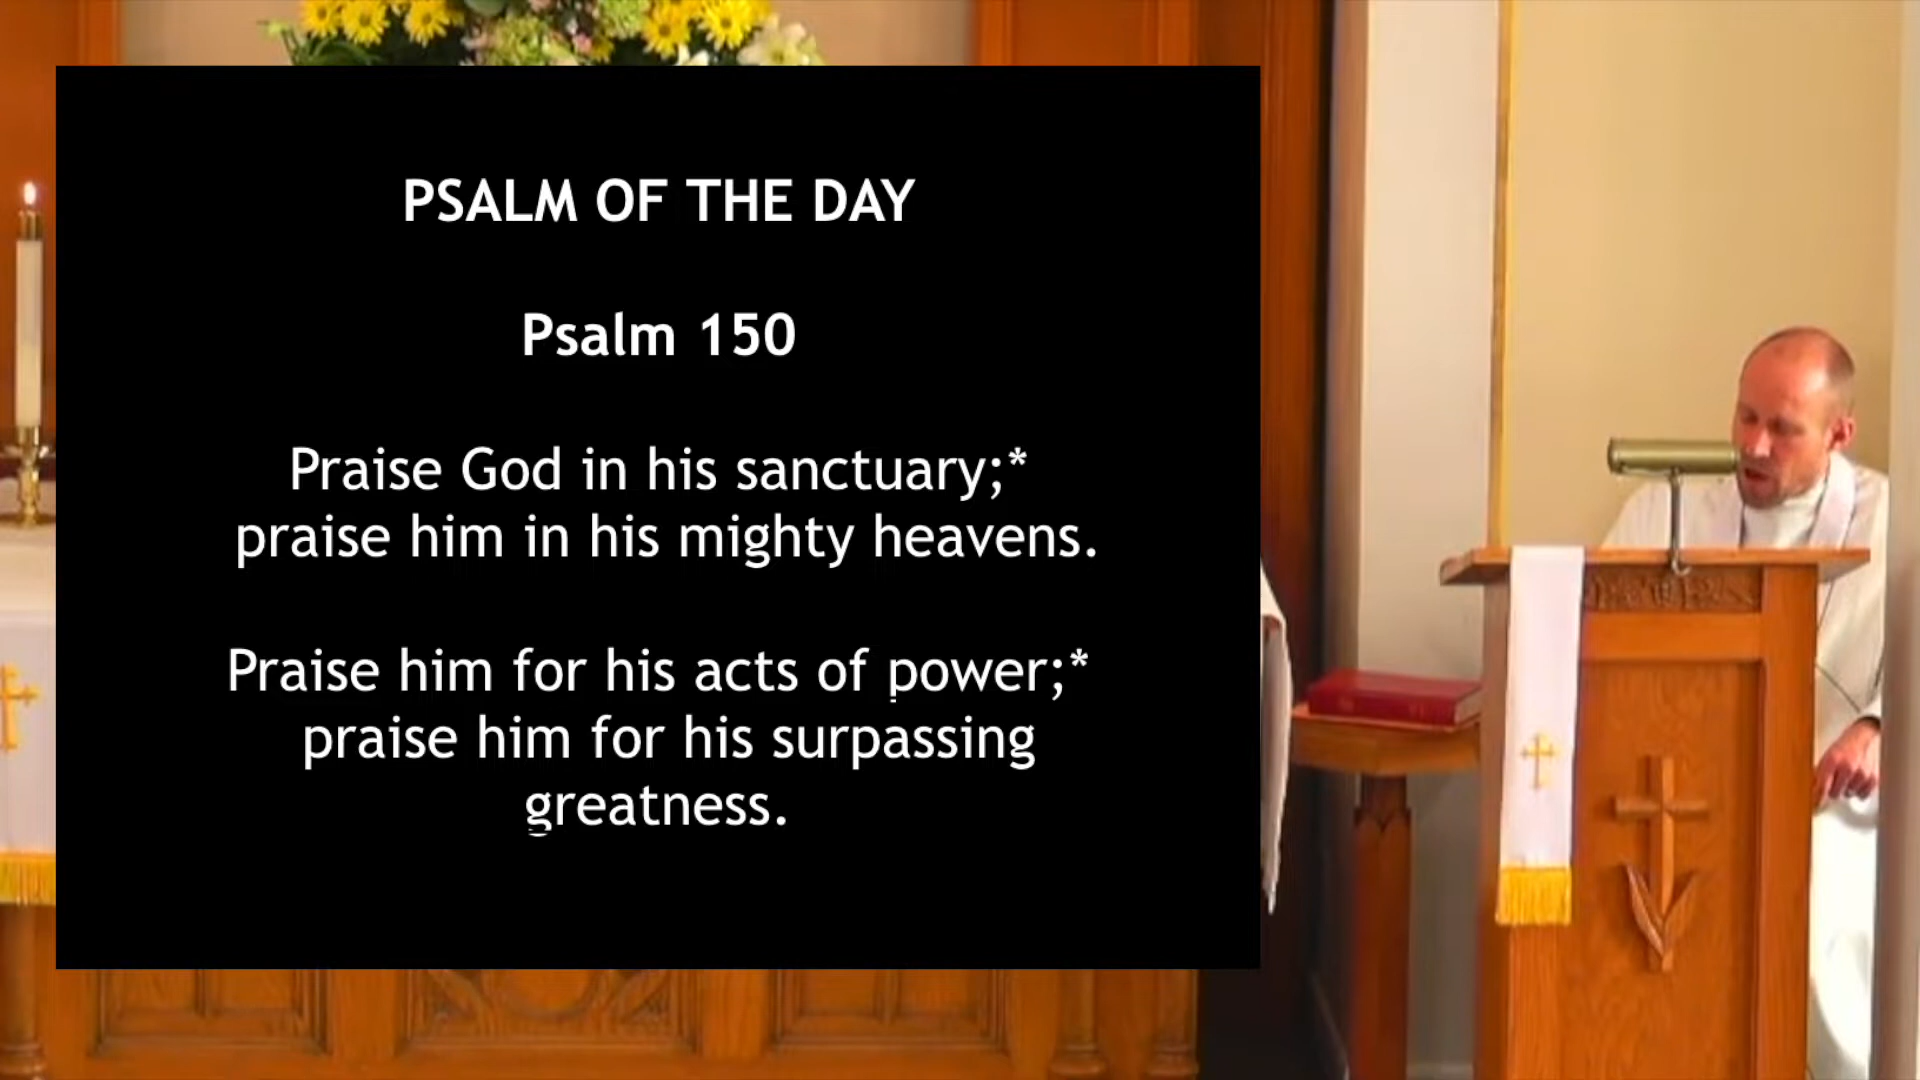 PSALM OF THE DAY
Psalm 150
Praise God in his sanctuary;*
praise him in his mighty heavens.
Praise him for his acts of power;*
praise him for his surpassing
greatness.